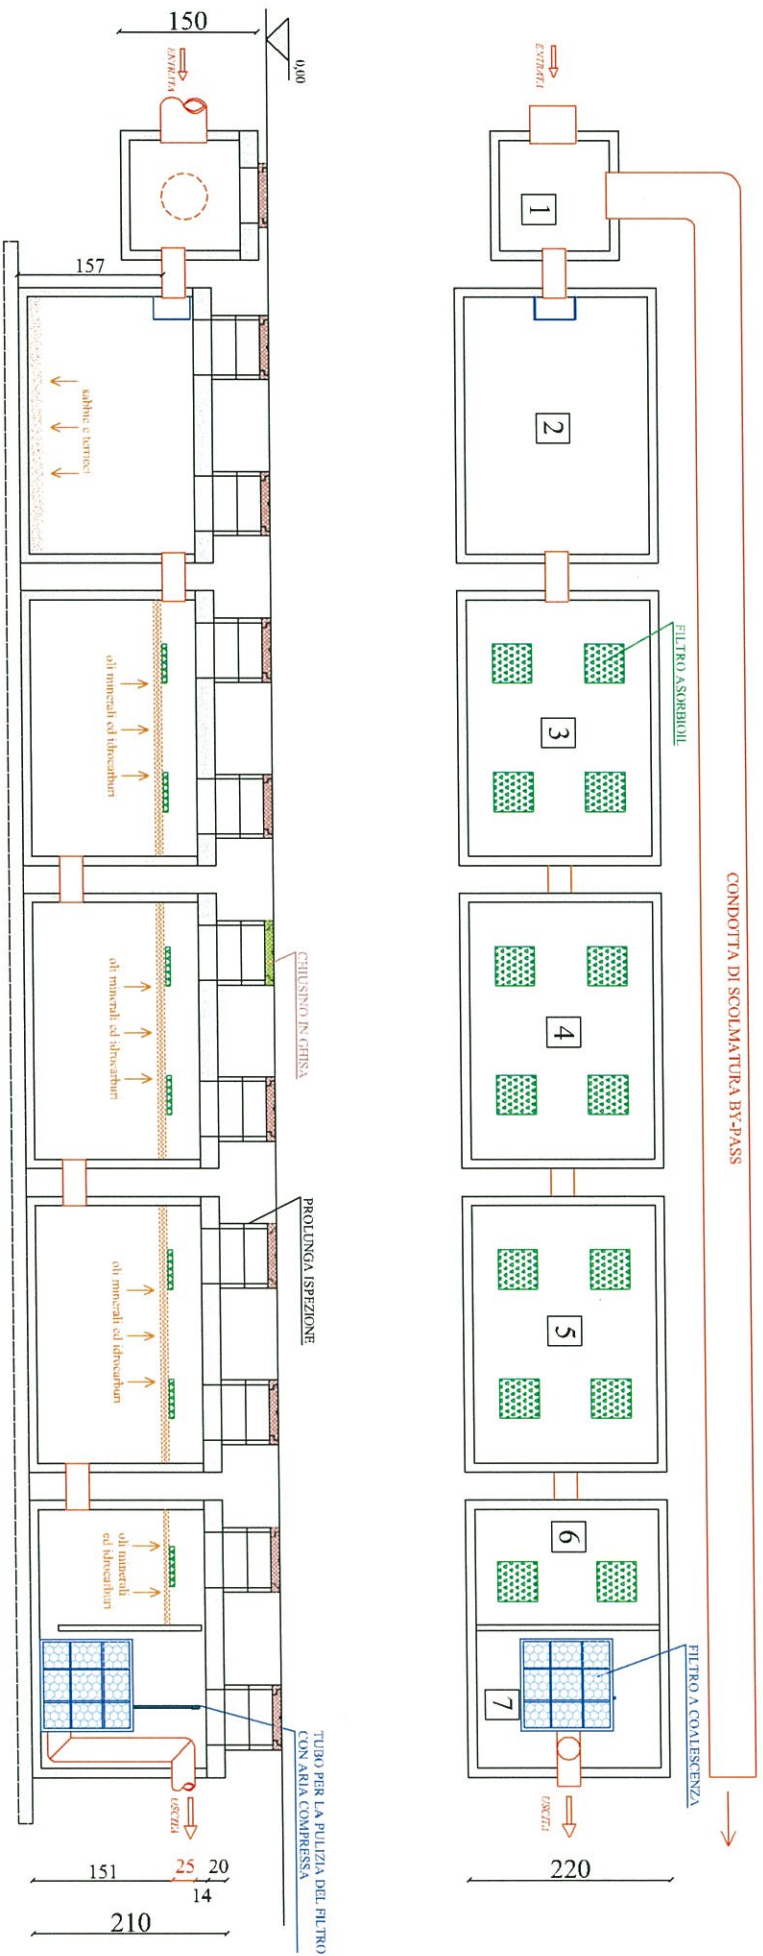 150
0,00
ENTRATA
157
sabbie e terricci
oli minerali ed idrocarburi
CHIUSINO IN GHISA
oli minerali ed idrocarburi
PROLUNGA ISPEZIONE
oli minerali ed idrocarburi
oli minerali
ed idrocarburi
TUBO PER LA PULIZIA DEL FILTRO
CON ARIA COMPRESSA
USCITA
151
25
14
20
210
ENTRATA
1
2
FILTRO ASORBIOIL
3
CONDOTTA DI SCOLMATURA BY-PASS
4
5
6
7
FILTRO A COALESCENZA
USCITA
220